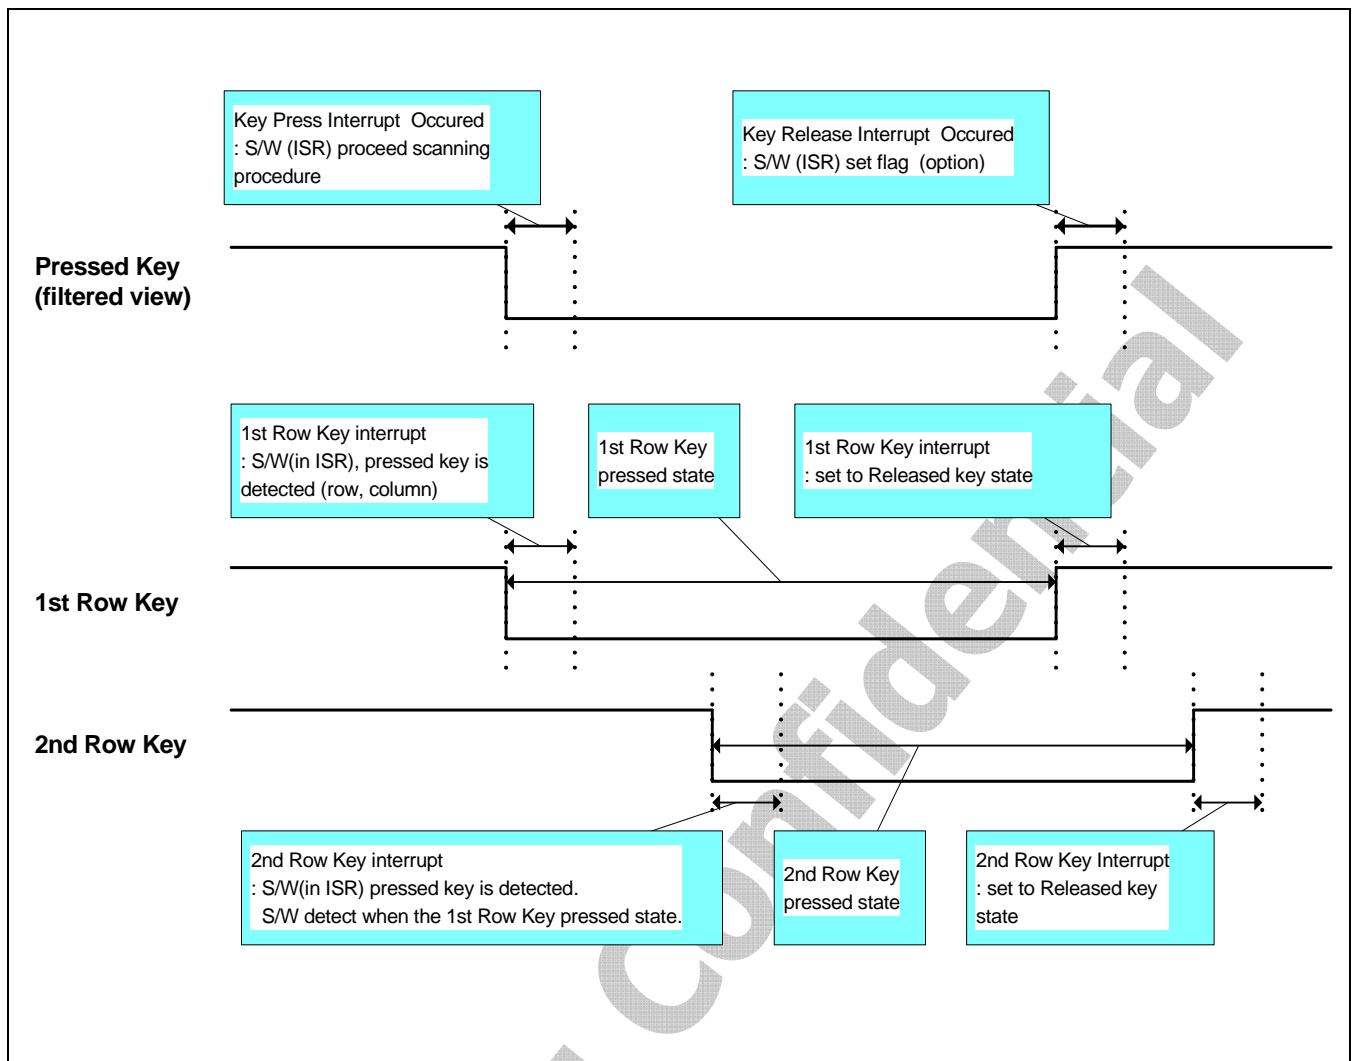 Key Press Interrupt  Occured
: S/W (ISR) proceed scanning
procedure
Key Release Interrupt  Occured
: S/W (ISR) set flag  (option)
Pressed Key
(filtered view)
1st Row Key interrupt
: S/W(in ISR), pressed key is
detected (row, column)
1st Row Key
pressed state
1st Row Key interrupt
: set to Released key state
1st Row Key
2nd Row Key
2nd Row Key interrupt
: S/W(in ISR) pressed key is detected.
S/W detect when the 1st Row Key pressed state.
2nd Row Key
pressed state
2nd Row Key Interrupt
: set to Released key
state
Confidential